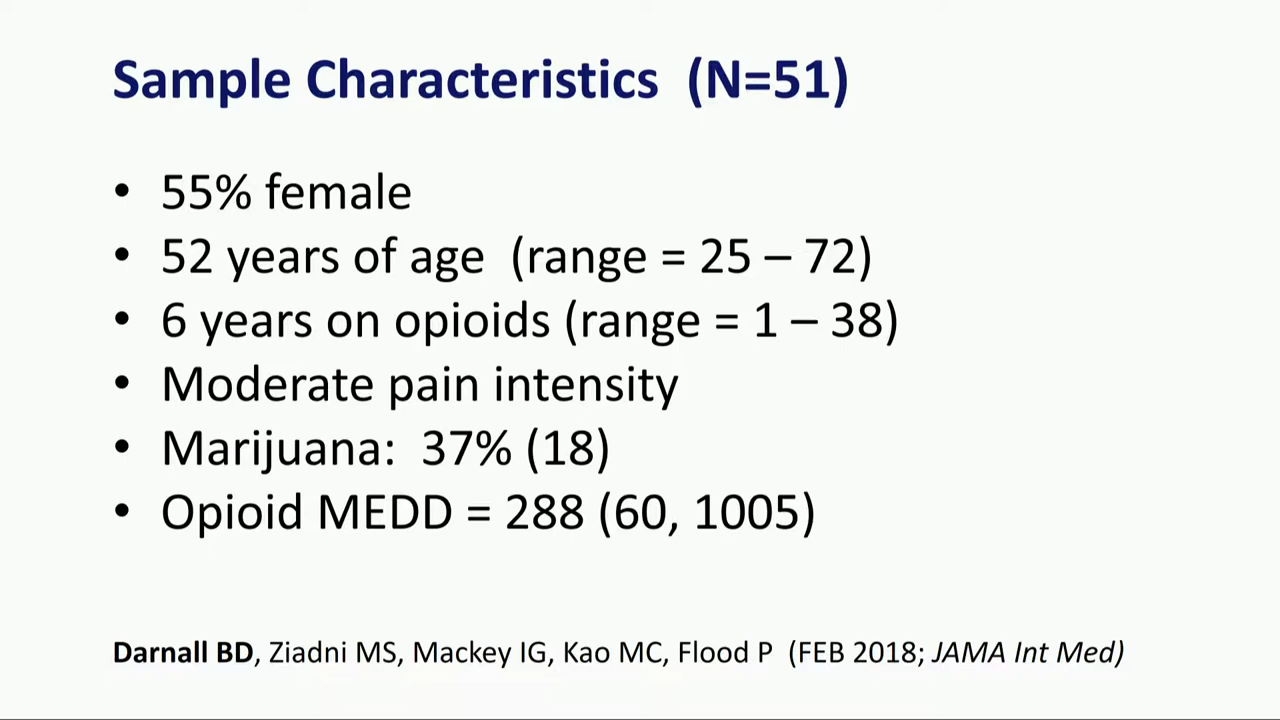 Sample Characteristics (N=51)
• 55% female
• 52 years of age (range = 25 – 72)
• 6 years on opioids (range = 1 – 38)
• Moderate pain intensity
• Marijuana: 37% (18)
• Opioid MEDD = 288 (60, 1005)
Darnall BD, Ziadni MS, Mackey IG, Kao MC, Flood P (FEB 2018; JAMA Int Med)